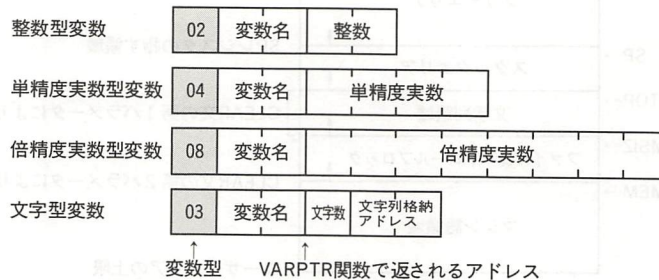 整数型変数 02 変数名 整数
単精度実数型変数 04 変数名 単精度実数
倍精度実数型変数 08 変数名 倍精度実数
文字型変数 03 変数名 文字数 文字列格納
アドレス
変数型 VARPTR関数で返されるアドレス